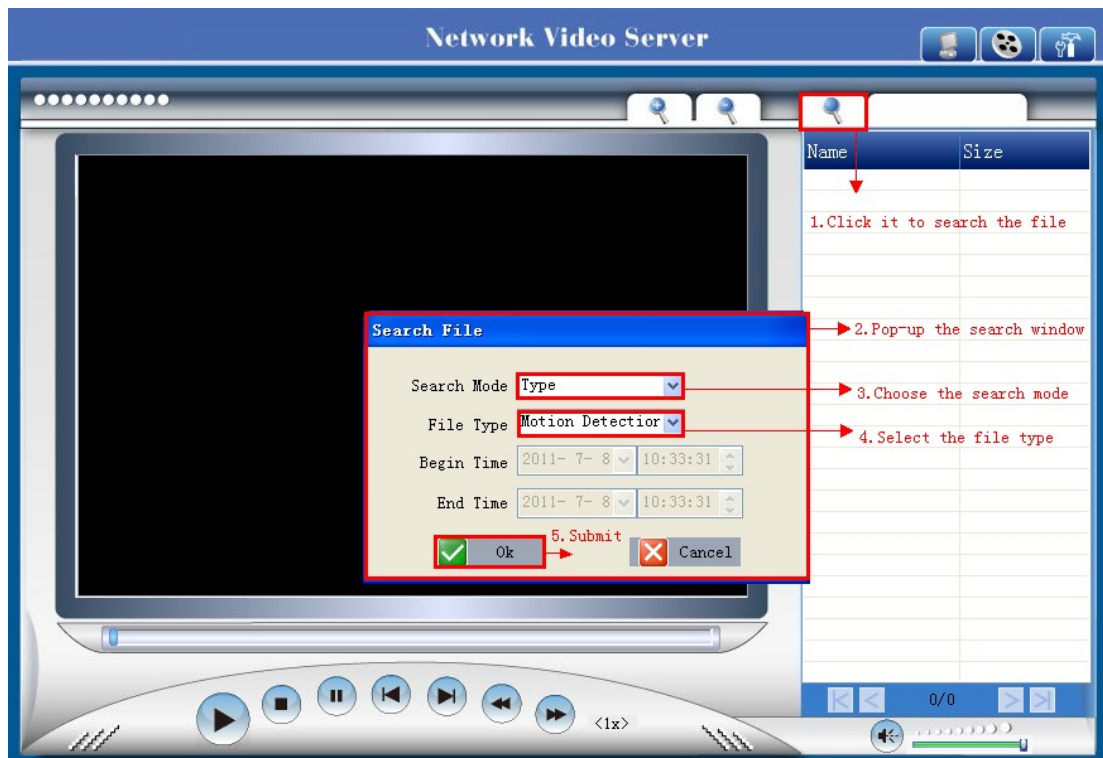 Network Video Server
Name Size
1.Click it to search the file
Search File
2.Pop-up the search window
Search Mode Type
3.Choose the search mode
File Type Motion Detectior
4.Select the file type
Begin Time 2011- 7- 8 10:33:31
End Time 2011- 7- 8 10:33:31
5.Submit
Ok Cancel
0/0
<1x>